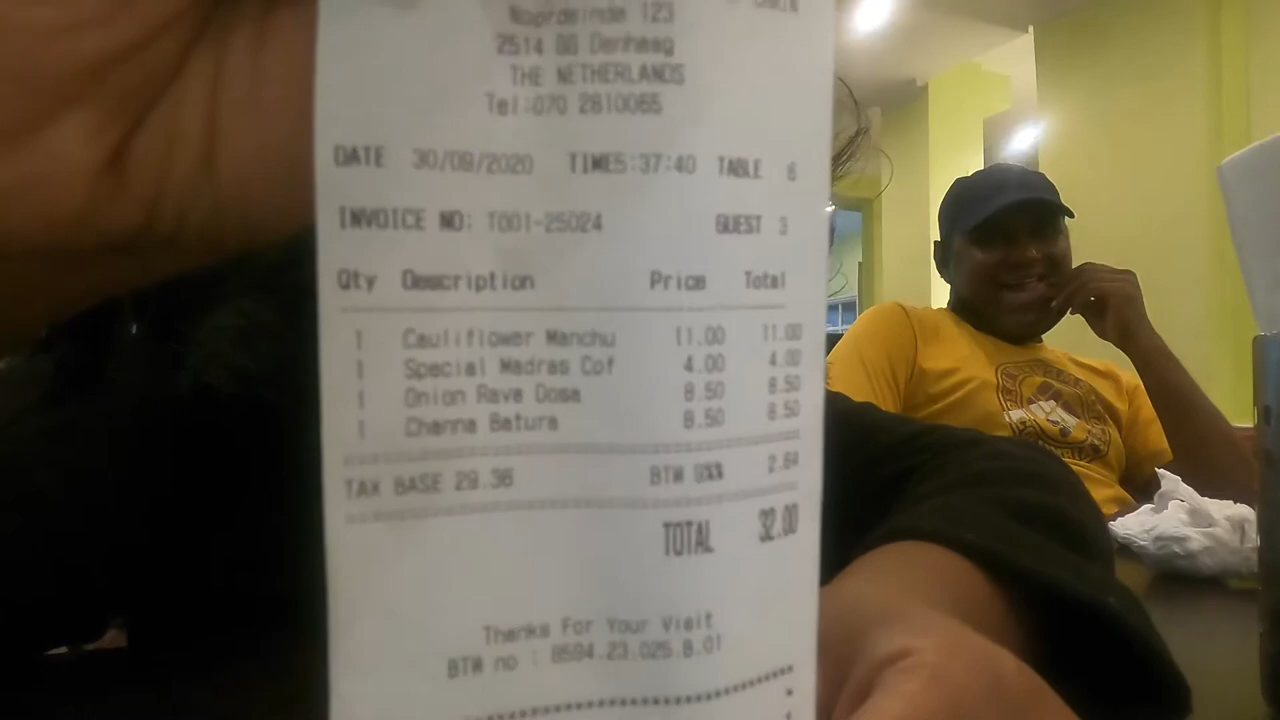 Noordeinde 123
2514 GG Denhaag
THE NETHERLANDS
Tel:070 2810065
DATE 30/09/2020 TIME5:37:40 TABLE 6
INVOICE NO: T001-25024 GUEST 3
Qty Description Price Total
1 Cauliflower Manchu 11.00 11.00
1 Special Madras Cof 4.00 4.00
1 Onion Rava Dosa 8.50 8.50
1 Channa Batura 8.50 8.50
TAX BASE 29.36 BTW 9%% 2.64
TOTAL 32.00
Thanks For Your Visit
BTW no : 8594.23.025.B.01